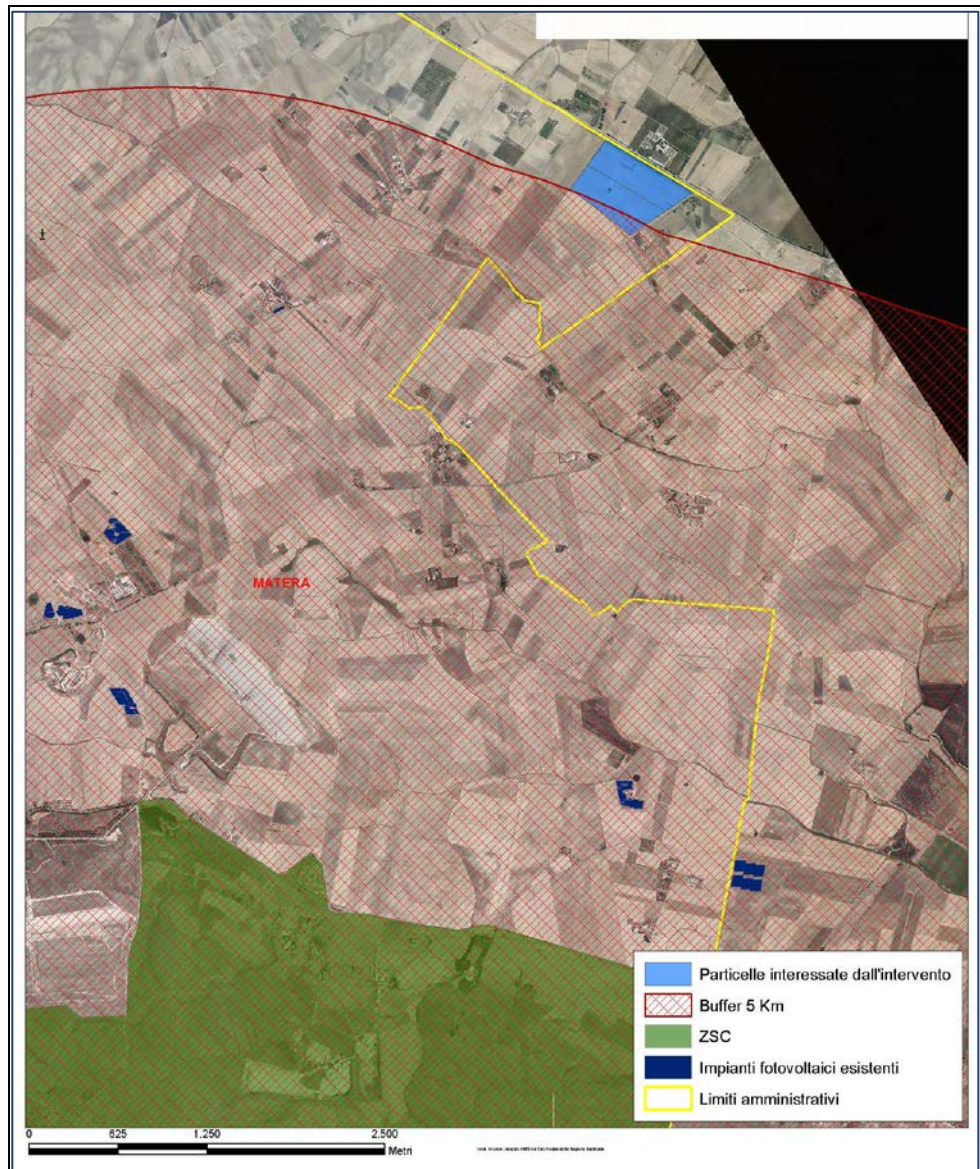 MATERA
Particelle interessate dall'intervento
Buffer 5 Km
ZSC
Impianti fotovoltaici esistenti
Limiti amministrativi
0 625 1.250 2.500
Metri